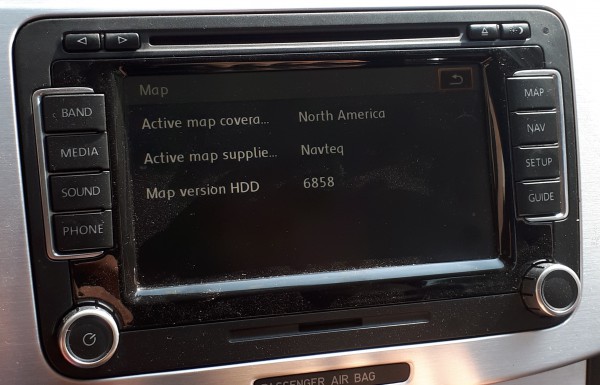 BAND
MEDIA
SOUND
PHONE
Map
Active map covera... North America
Active map supplie... Navteq
Map version HDD 6858
MAP
NAV
SETUP
GUIDE
PASSENGER AIR BAG